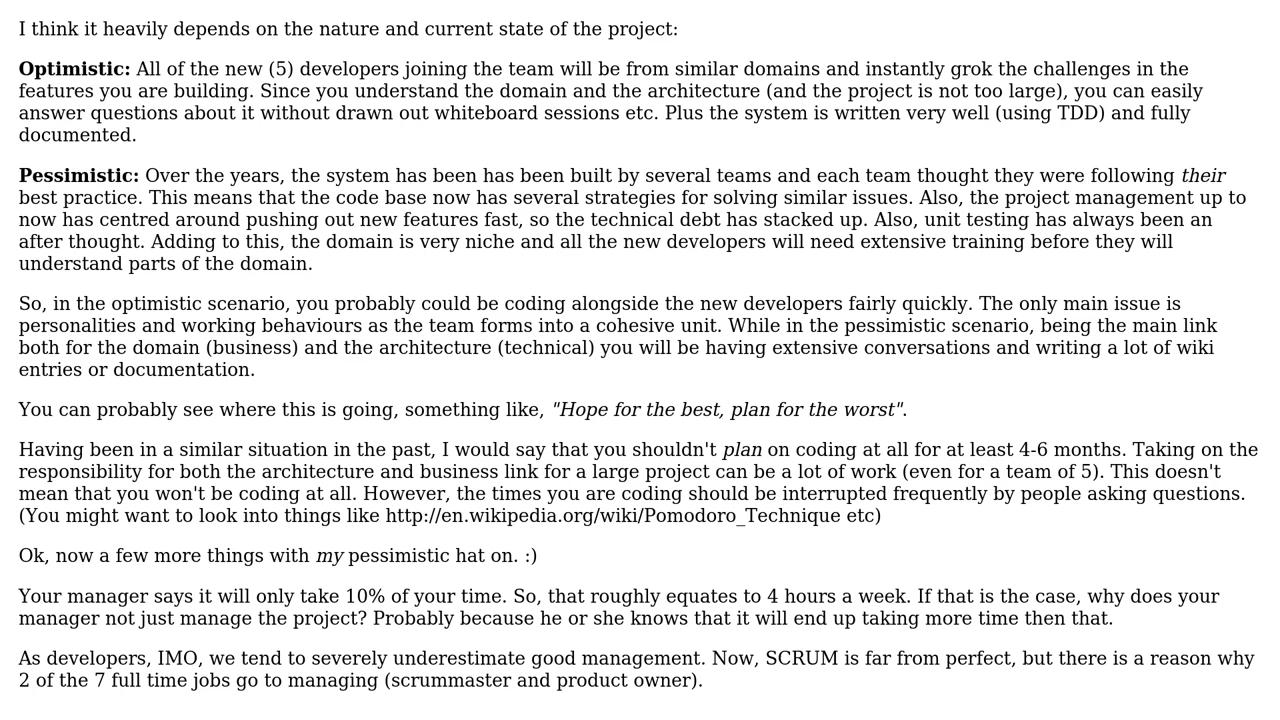 I think it heavily depends on the nature and current state of the project:
Optimistic: All of the new (5) developers joining the team will be from similar domains and instantly grok the challenges in the
features you are building. Since you understand the domain and the architecture (and the project is not too large), you can easily
answer questions about it without drawn out whiteboard sessions etc. Plus the system is written very well (using TDD) and fully
documented.
Pessimistic: Over the years, the system has been has been built by several teams and each team thought they were following their
best practice. This means that the code base now has several strategies for solving similar issues. Also, the project management up to
now has centred around pushing out new features fast, so the technical debt has stacked up. Also, unit testing has always been an
after thought. Adding to this, the domain is very niche and all the new developers will need extensive training before they will
understand parts of the domain.
So, in the optimistic scenario, you probably could be coding alongside the new developers fairly quickly. The only main issue is
personalities and working behaviours as the team forms into a cohesive unit. While in the pessimistic scenario, being the main link
both for the domain (business) and the architecture (technical) you will be having extensive conversations and writing a lot of wiki
entries or documentation.
You can probably see where this is going, something like, "Hope for the best, plan for the worst".
Having been in a similar situation in the past, I would say that you shouldn't plan on coding at all for at least 4-6 months. Taking on the
responsibility for both the architecture and business link for a large project can be a lot of work (even for a team of 5). This doesn't
mean that you won't be coding at all. However, the times you are coding should be interrupted frequently by people asking questions.
(You might want to look into things like http://en.wikipedia.org/wiki/Pomodoro_Technique etc)
Ok, now a few more things with my pessimistic hat on. :)
Your manager says it will only take 10% of your time. So, that roughly equates to 4 hours a week. If that is the case, why does your
manager not just manage the project? Probably because he or she knows that it will end up taking more time then that.
As developers, IMO, we tend to severely underestimate good management. Now, SCRUM is far from perfect, but there is a reason why
2 of the 7 full time jobs go to managing (scrummaster and product owner).